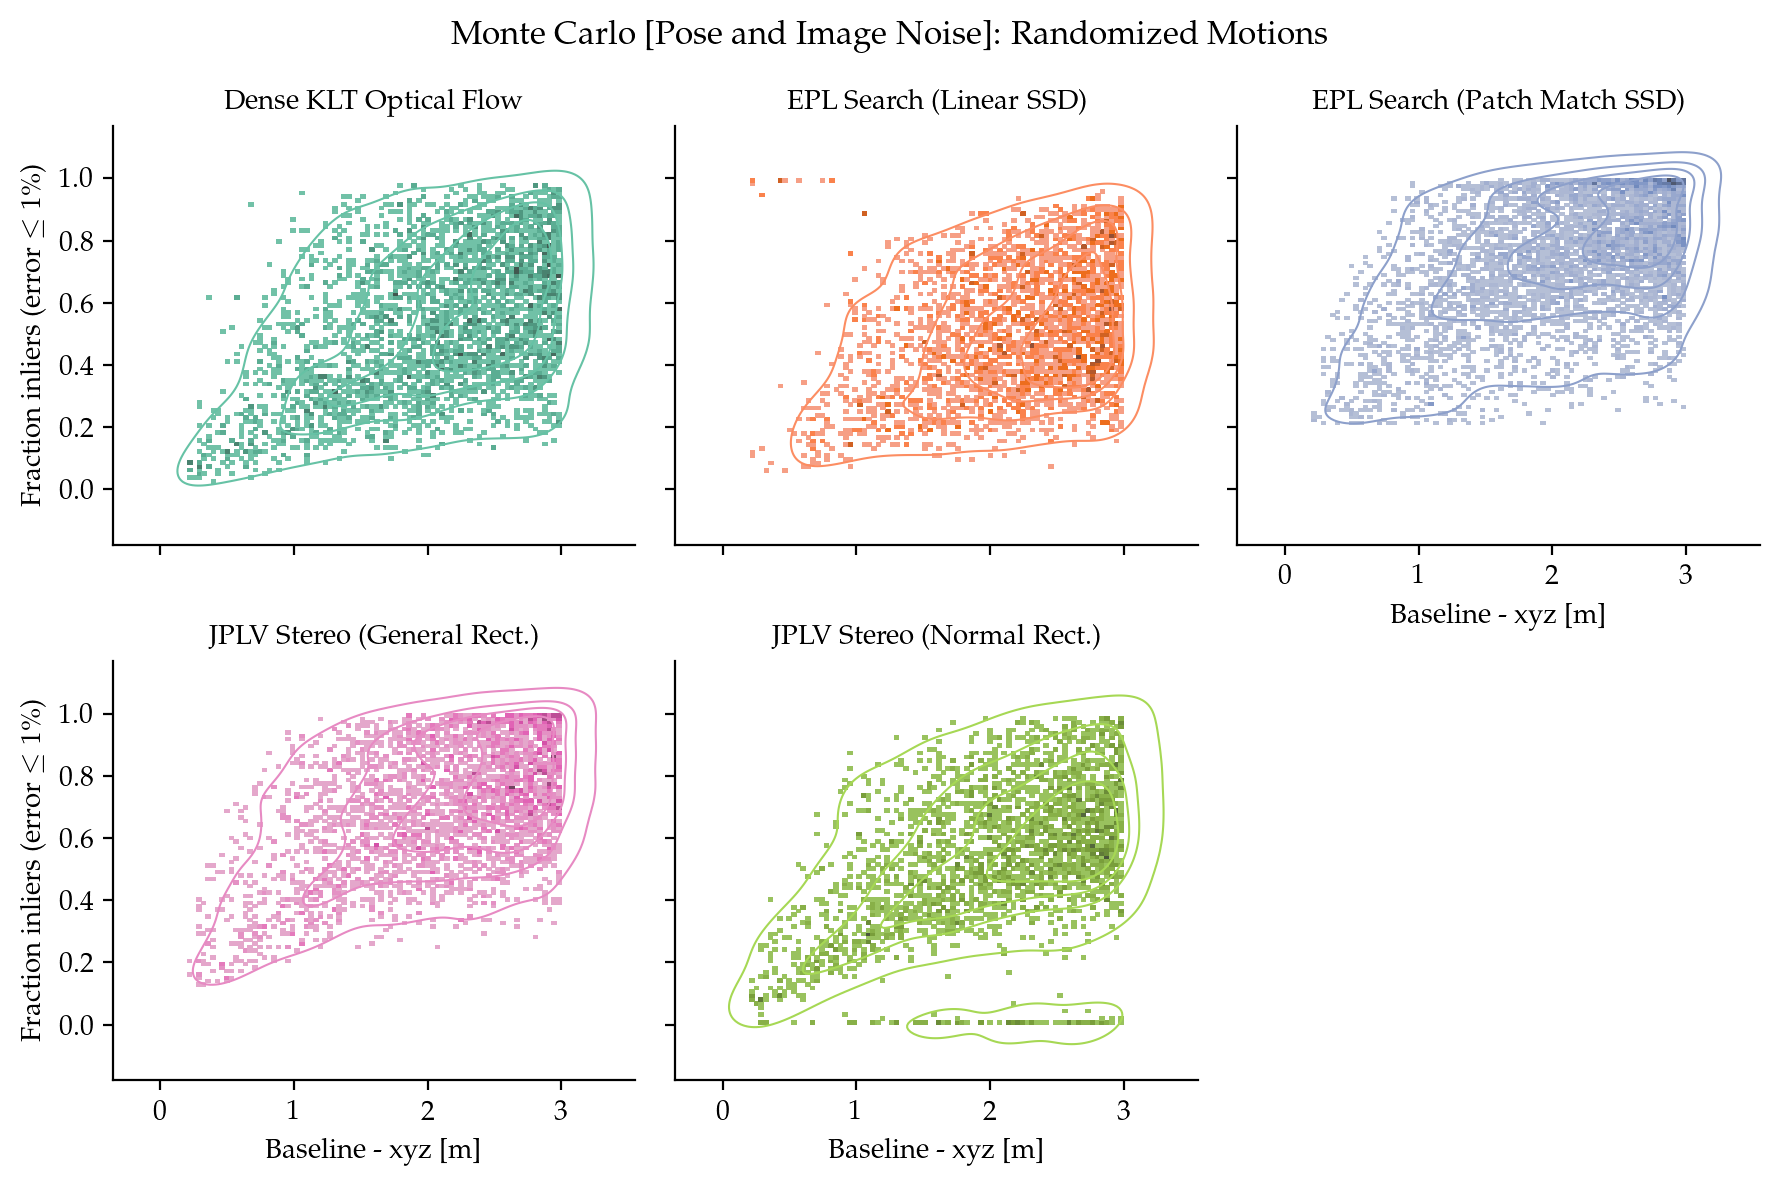 Monte Carlo [Pose and Image Noise]: Randomized Motions
Dense KLT Optical Flow
EPL Search (Linear SSD)
EPL Search (Patch Match SSD)
Fraction inliers (error ≤ 1%)
1.0
0.8
0.6
0.4
0.2
0.0
0 1 2 3
Baseline - xyz [m]
JPLV Stereo (General Rect.)
JPLV Stereo (Normal Rect.)
Fraction inliers (error ≤ 1%)
1.0
0.8
0.6
0.4
0.2
0.0
0 1 2 3
Baseline - xyz [m]
0 1 2 3
Baseline - xyz [m]